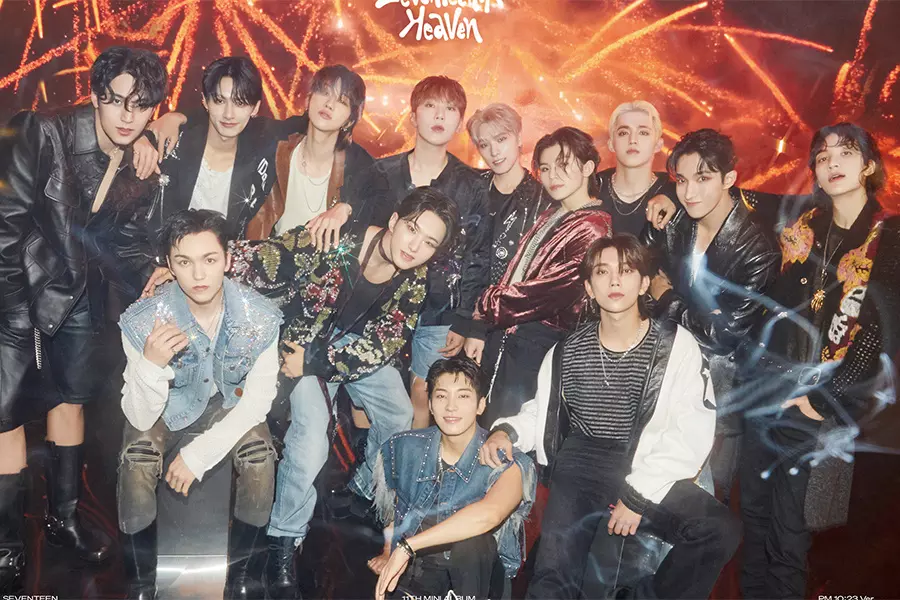 Seventeenth
Heaven
SEVENTEEN
11TH MINI ALBUM
PM 10:23 Ver.